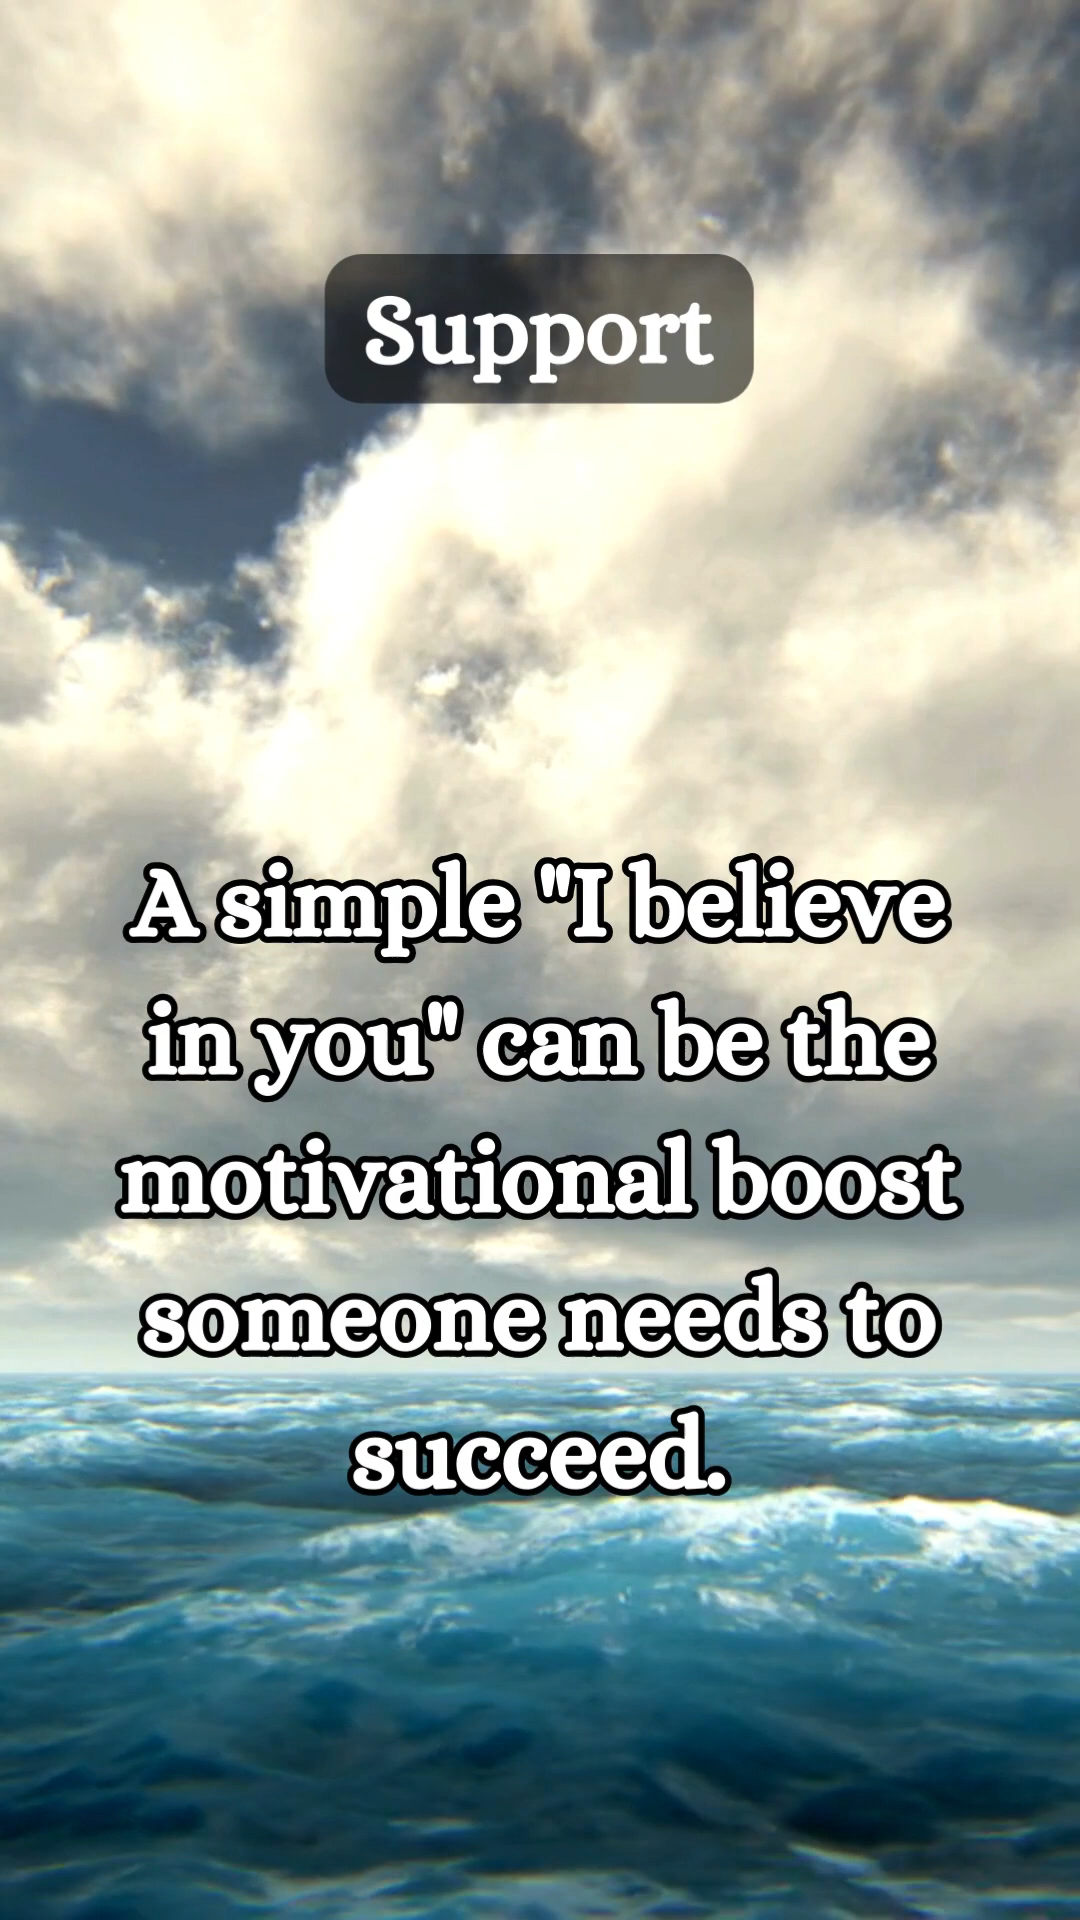 Support
A simple "I believe
in you" can be the
motivational boost
someone needs to
succeed.